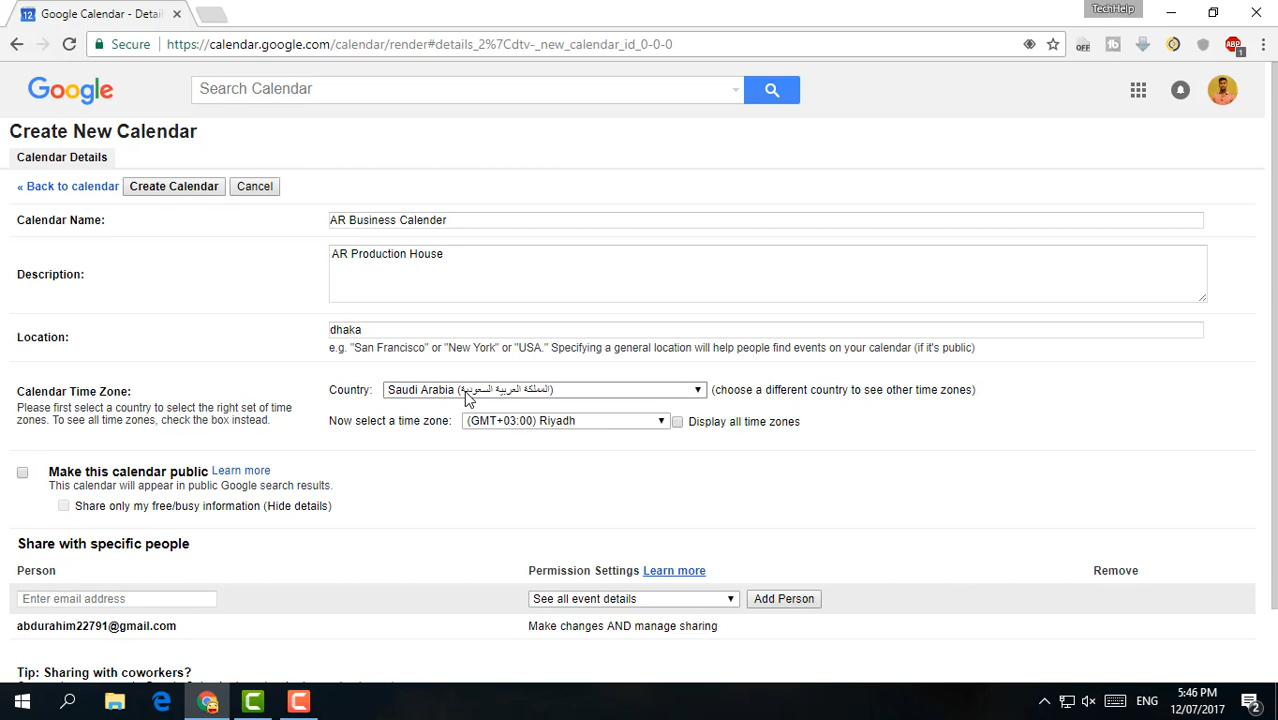 Google Calendar - Detai
TechHelp
Secure
https://calendar.google.com/calendar/render#details_2%7Cdtv-_new_calendar_id_0-0-0
OFF
ABP
1
Google
Search Calendar
Create New Calendar
Calendar Details
« Back to calendar
Create Calendar
Cancel
Calendar Name:
AR Business Calender
Description:
AR Production House
Location:
dhaka
e.g. "San Francisco" or "New York" or "USA." Specifying a general location will help people find events on your calendar (if it's public)
Calendar Time Zone:
Please first select a country to select the right set of time
zones. To see all time zones, check the box instead.
Country: Saudi Arabia (المملكة العربية السعودية) (choose a different country to see other time zones)
Now select a time zone: (GMT+03:00) Riyadh Display all time zones
Make this calendar public Learn more
This calendar will appear in public Google search results.
Share only my free/busy information (Hide details)
Share with specific people
Person Permission Settings Learn more Remove
Enter email address See all event details Add Person
abdurahim22791@gmail.com Make changes AND manage sharing
Tip: Sharing with coworkers?
ENG
5:46 PM
12/07/2017
2